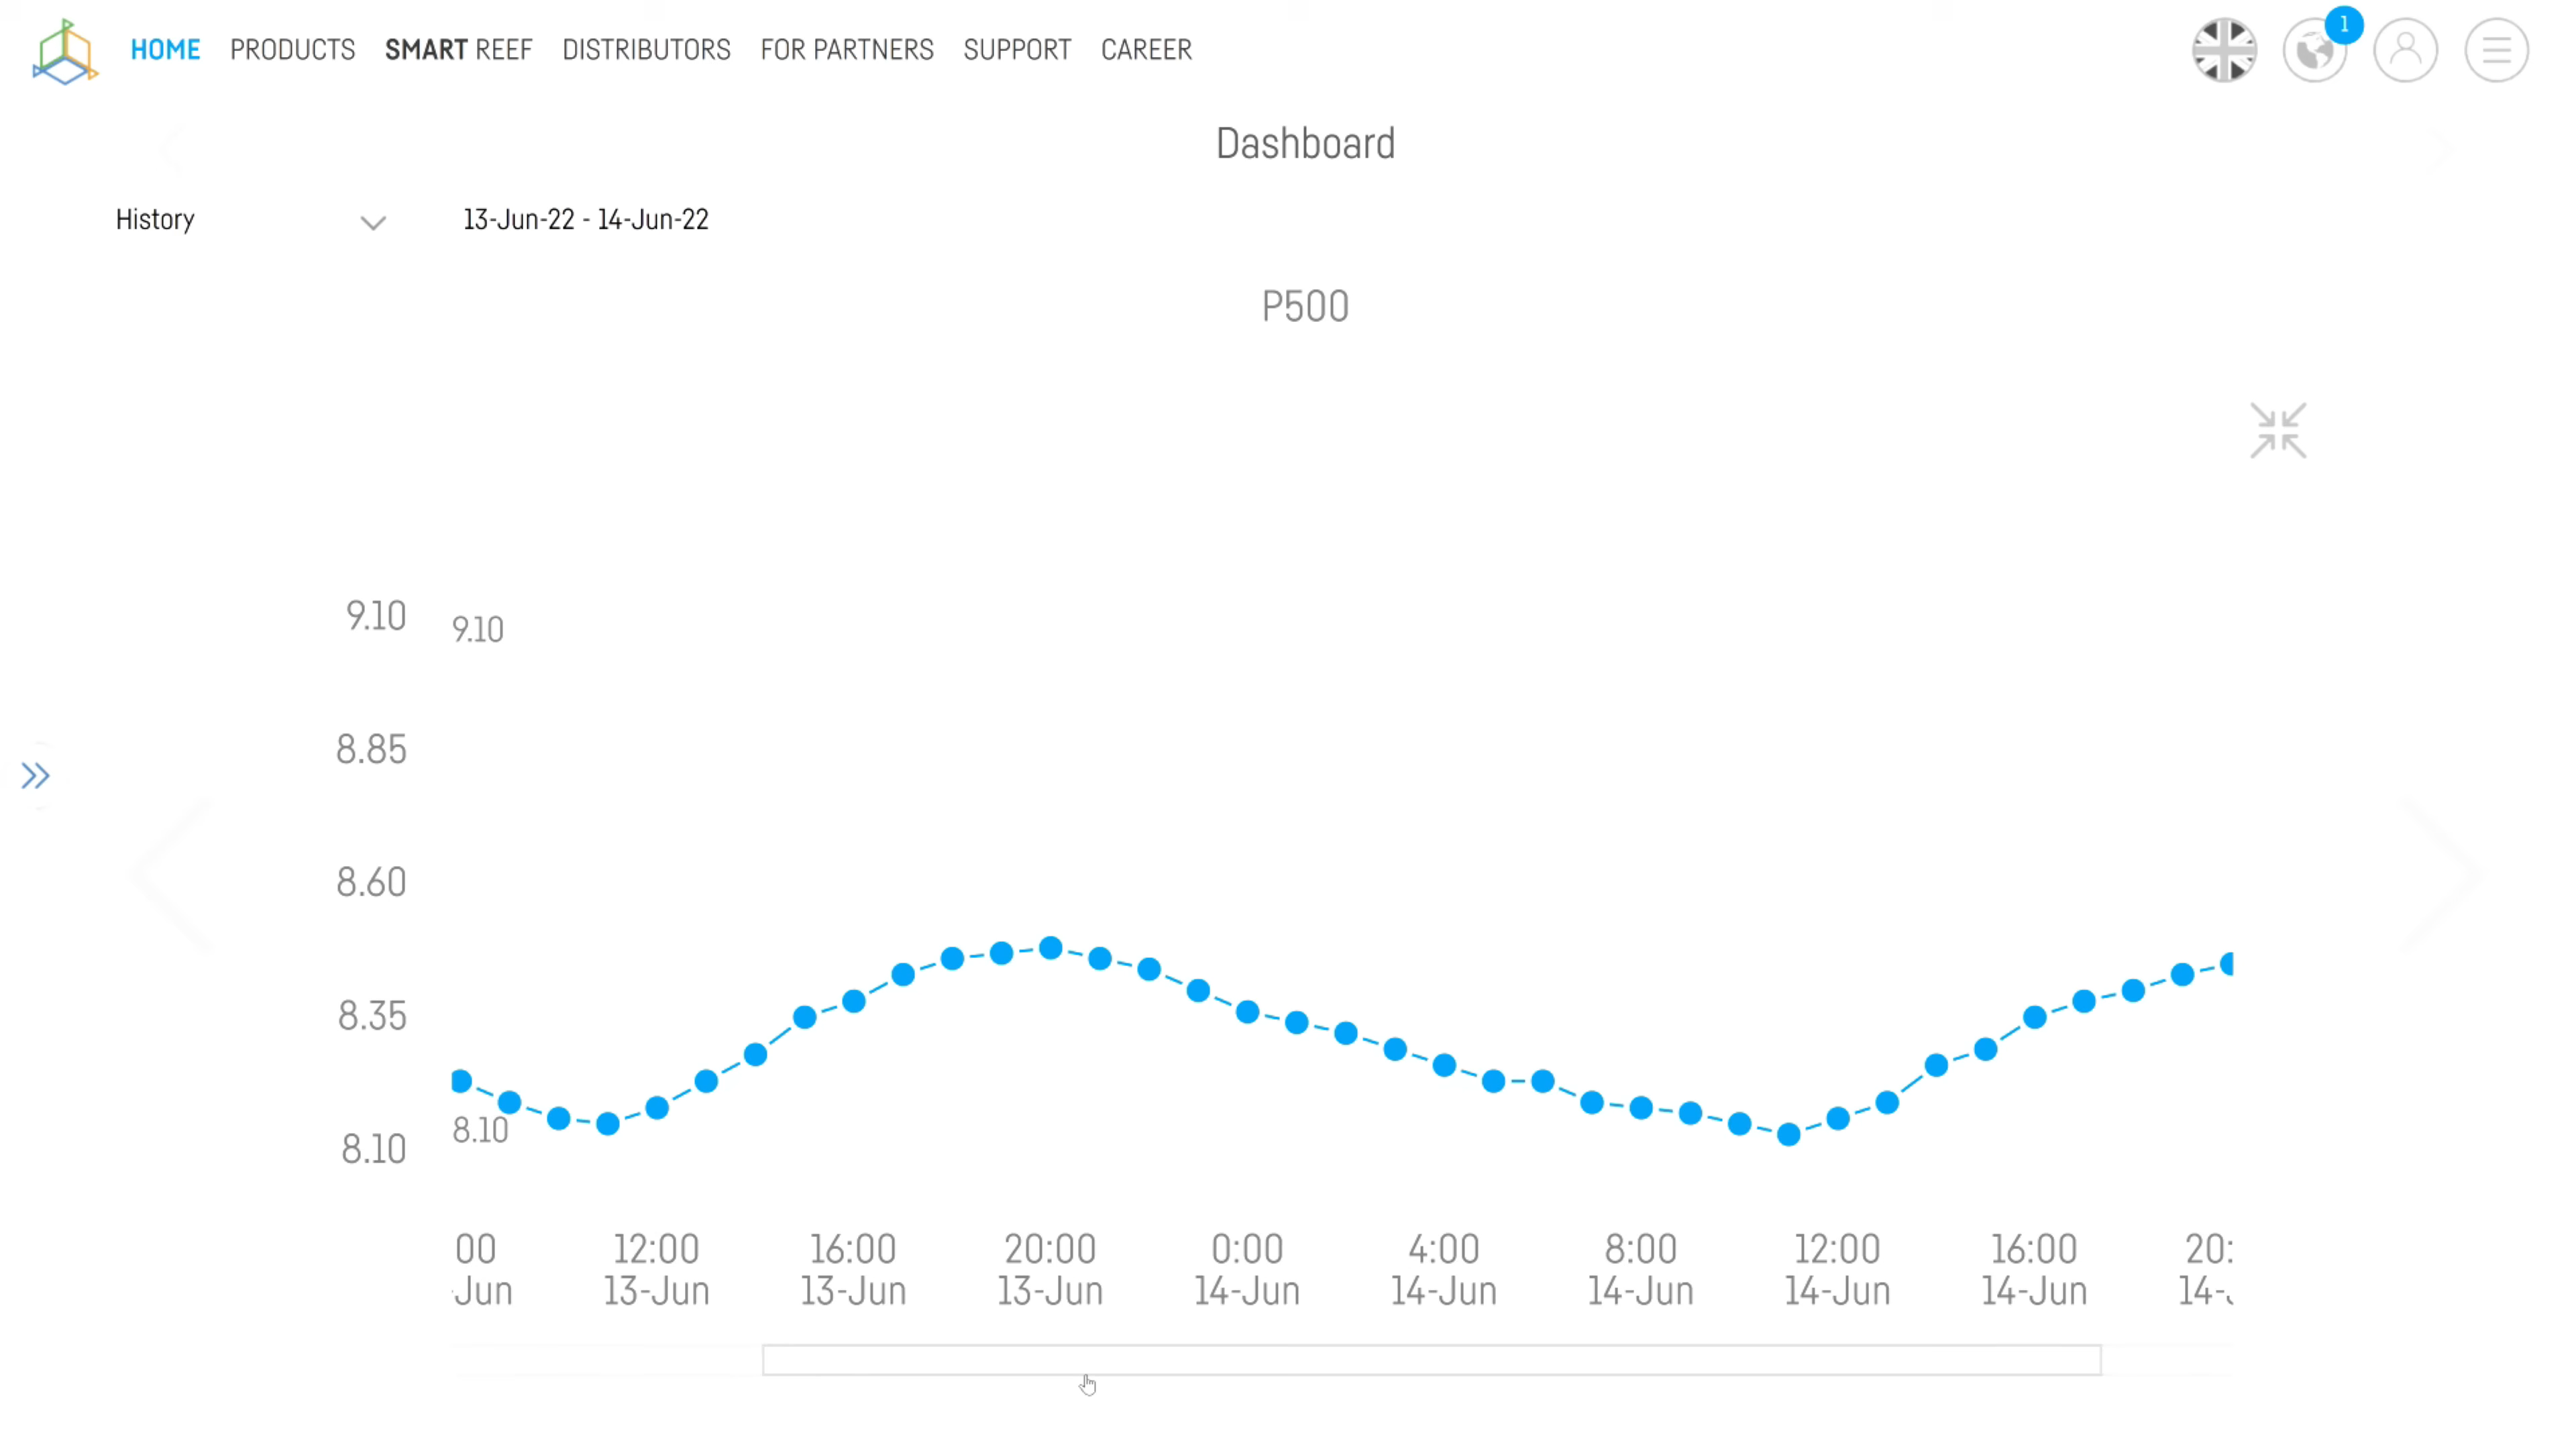 HOME PRODUCTS SMART REEF DISTRIBUTORS FOR PARTNERS SUPPORT CAREER 1
Dashboard
History 13-Jun-22 - 14-Jun-22
P500
9.10 9.10
8.85
8.60
8.35
8.10 8.10
00 12:00 16:00 20:00 0:00 4:00 8:00 12:00 16:00 20:
-Jun 13-Jun 13-Jun 13-Jun 14-Jun 14-Jun 14-Jun 14-Jun 14-Jun 14-